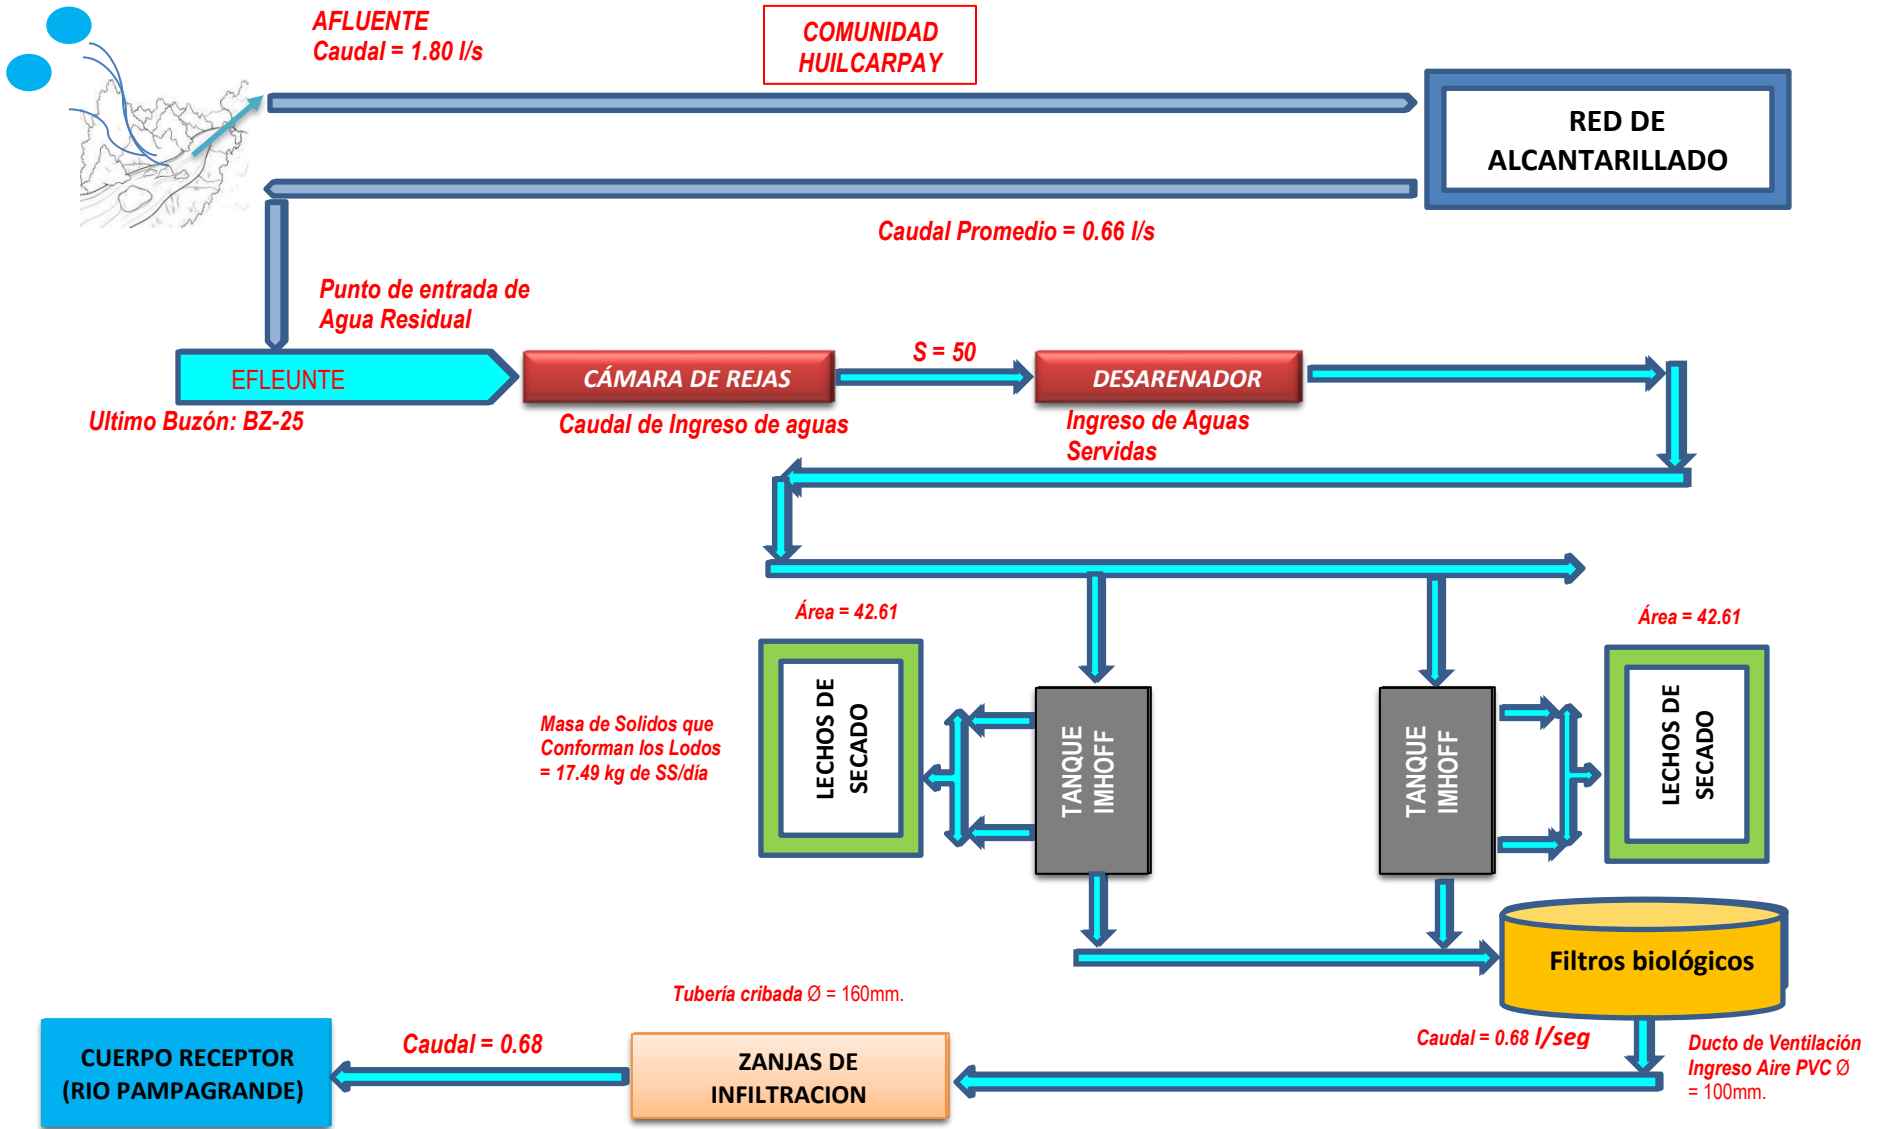 AFLUENTE
Caudal = 1.80 l/s
COMUNIDAD
HUILCARPAY
RED DE
ALCANTARILLADO
Caudal Promedio = 0.66 l/s
Punto de entrada de
Agua Residual
EFLEUNTE
Ultimo Buzón: BZ-25
CÁMARA DE REJAS
Caudal de Ingreso de aguas
S = 50
DESARENADOR
Ingreso de Aguas
Servidas
Área = 42.61
Área = 42.61
LECHOS DE
SECADO
Masa de Solidos que
Conforman los Lodos
= 17.49 kg de SS/día
TANQUE
IMHOFF
TANQUE
IMHOFF
LECHOS DE
SECADO
Filtros biológicos
Tubería cribada Ø = 160mm.
Caudal = 0.68 l/seg
Ducto de Ventilación
Ingreso Aire PVC Ø
= 100mm.
ZANJAS DE
INFILTRACION
Caudal = 0.68
CUERPO RECEPTOR
(RIO PAMPAGRANDE)